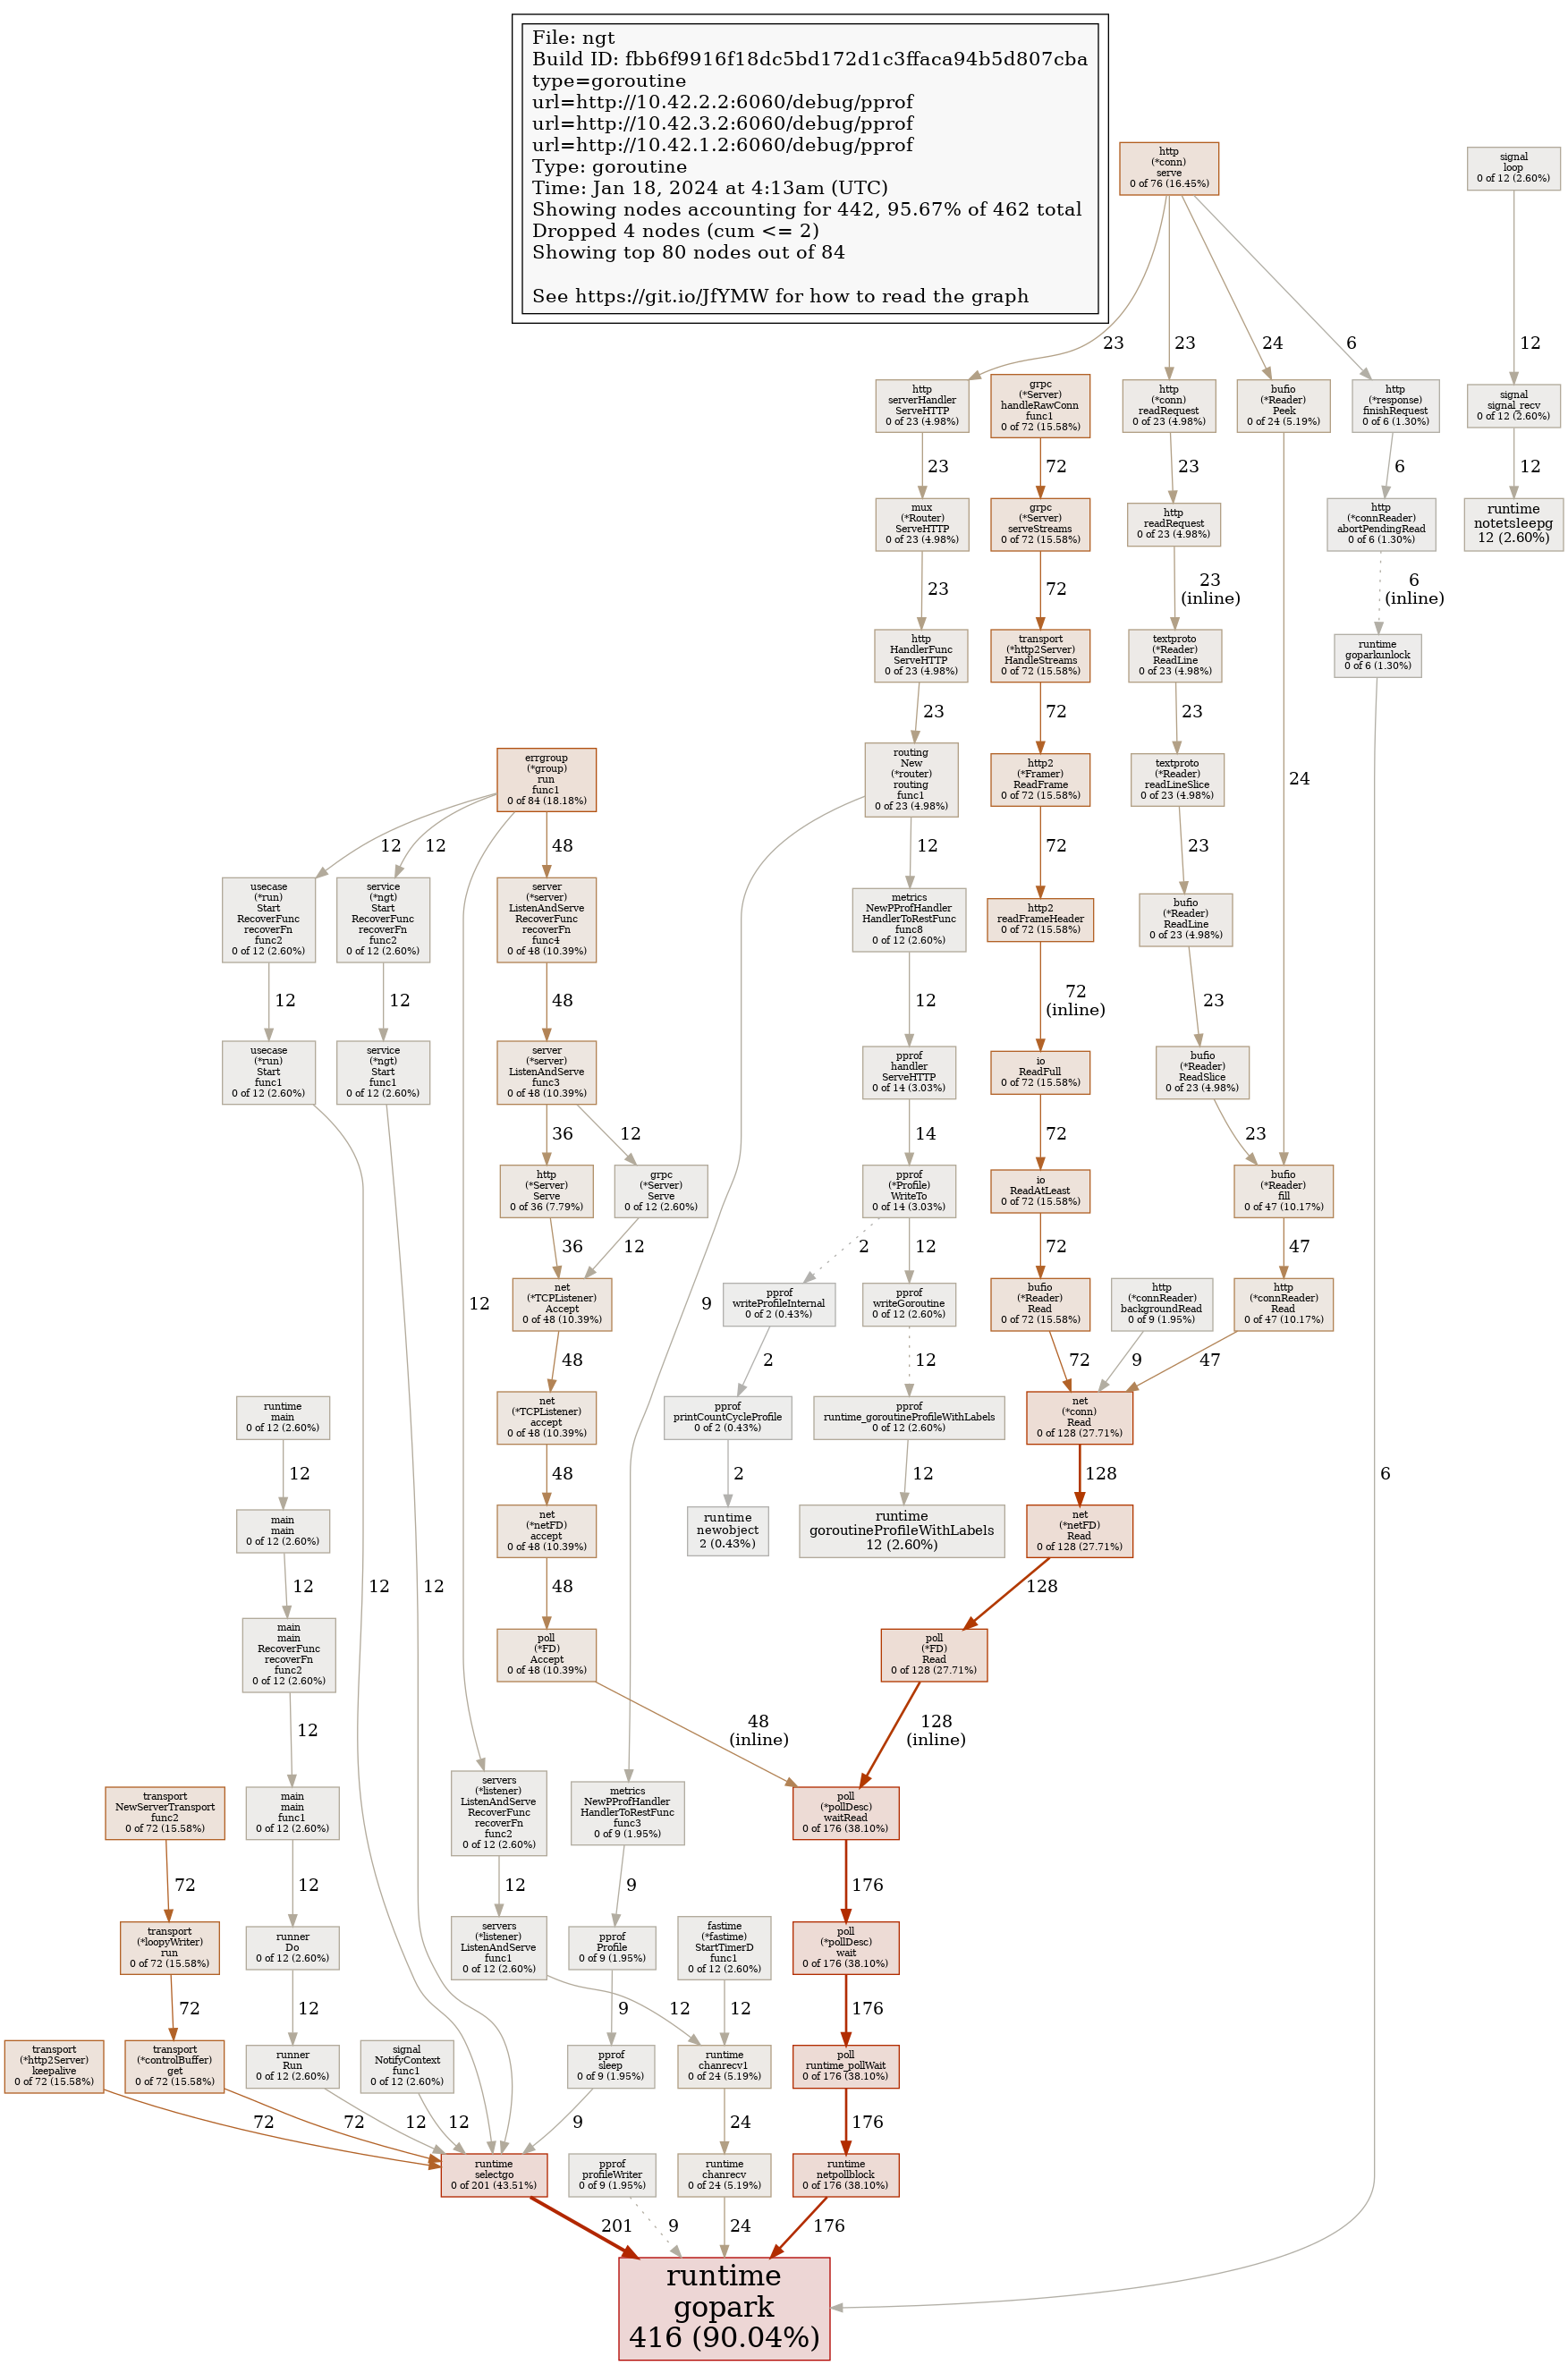 File: ngt
Build ID: fbb6f9916f18dc5bd172d1c3ffaca94b5d807cba
type=goroutine
url=http://10.42.2.2:6060/debug/pprof
url=http://10.42.3.2:6060/debug/pprof
url=http://10.42.1.2:6060/debug/pprof
Type: goroutine
Time: Jan 18, 2024 at 4:13am (UTC)
Showing nodes accounting for 442, 95.67% of 462 total
Dropped 4 nodes (cum <= 2)
Showing top 80 nodes out of 84
See https://git.io/JfYMW for how to read the graph
http
(*conn)
serve
0 of 76 (16.45%)
signal
loop
0 of 12 (2.60%)
23
23
24
6
12
http
serverHandler
ServeHTTP
0 of 23 (4.98%)
grpc
(*Server)
handleRawConn
func1
0 of 72 (15.58%)
http
(*conn)
readRequest
0 of 23 (4.98%)
bufio
(*Reader)
Peek
0 of 24 (5.19%)
http
(*response)
finishRequest
0 of 6 (1.30%)
signal
signal_recv
0 of 12 (2.60%)
23
72
23
6
12
mux
(*Router)
ServeHTTP
0 of 23 (4.98%)
grpc
(*Server)
serveStreams
0 of 72 (15.58%)
http
readRequest
0 of 23 (4.98%)
http
(*connReader)
abortPendingRead
0 of 6 (1.30%)
runtime
notetsleepg
12 (2.60%)
23
72
23
(inline)
6
(inline)
http
HandlerFunc
ServeHTTP
0 of 23 (4.98%)
transport
(*http2Server)
HandleStreams
0 of 72 (15.58%)
textproto
(*Reader)
ReadLine
0 of 23 (4.98%)
runtime
goparkunlock
0 of 6 (1.30%)
23
72
23
24
errgroup
(*group)
run
func1
0 of 84 (18.18%)
routing
New
(*router)
routing
func1
0 of 23 (4.98%)
http2
(*Framer)
ReadFrame
0 of 72 (15.58%)
textproto
(*Reader)
readLineSlice
0 of 23 (4.98%)
12
12
48
12
72
23
usecase
(*run)
Start
RecoverFunc
recoverFn
func2
0 of 12 (2.60%)
service
(*ngt)
Start
RecoverFunc
recoverFn
func2
0 of 12 (2.60%)
server
(*server)
ListenAndServe
RecoverFunc
recoverFn
func4
0 of 48 (10.39%)
metrics
NewPProfHandler
HandlerToRestFunc
func8
0 of 12 (2.60%)
http2
readFrameHeader
0 of 72 (15.58%)
bufio
(*Reader)
ReadLine
0 of 23 (4.98%)
12
12
48
12
72
(inline)
23
usecase
(*run)
Start
func1
0 of 12 (2.60%)
service
(*ngt)
Start
func1
0 of 12 (2.60%)
server
(*server)
ListenAndServe
func3
0 of 48 (10.39%)
pprof
handler
ServeHTTP
0 of 14 (3.03%)
io
ReadFull
0 of 72 (15.58%)
bufio
(*Reader)
ReadSlice
0 of 23 (4.98%)
36
12
14
72
23
http
(*Server)
Serve
0 of 36 (7.79%)
grpc
(*Server)
Serve
0 of 12 (2.60%)
pprof
(*Profile)
WriteTo
0 of 14 (3.03%)
io
ReadAtLeast
0 of 72 (15.58%)
bufio
(*Reader)
fill
0 of 47 (10.17%)
36
12
2
12
72
47
12
9
net
(*TCPListener)
Accept
0 of 48 (10.39%)
pprof
writeProfileInternal
0 of 2 (0.43%)
pprof
writeGoroutine
0 of 12 (2.60%)
bufio
(*Reader)
Read
0 of 72 (15.58%)
http
(*connReader)
backgroundRead
0 of 9 (1.95%)
http
(*connReader)
Read
0 of 47 (10.17%)
48
2
12
72
9
47
runtime
main
0 of 12 (2.60%)
net
(*TCPListener)
accept
0 of 48 (10.39%)
pprof
printCountCycleProfile
0 of 2 (0.43%)
pprof
runtime_goroutineProfileWithLabels
0 of 12 (2.60%)
net
(*conn)
Read
0 of 128 (27.71%)
12
48
2
12
128
6
main
main
0 of 12 (2.60%)
net
(*netFD)
accept
0 of 48 (10.39%)
runtime
newobject
2 (0.43%)
runtime
goroutineProfileWithLabels
12 (2.60%)
net
(*netFD)
Read
0 of 128 (27.71%)
12
12
12
48
128
main
main
RecoverFunc
recoverFn
func2
0 of 12 (2.60%)
poll
(*FD)
Accept
0 of 48 (10.39%)
poll
(*FD)
Read
0 of 128 (27.71%)
12
48
(inline)
128
(inline)
transport
NewServerTransport
func2
0 of 72 (15.58%)
main
main
func1
0 of 12 (2.60%)
servers
(*listener)
ListenAndServe
RecoverFunc
recoverFn
func2
0 of 12 (2.60%)
metrics
NewPProfHandler
HandlerToRestFunc
func3
0 of 9 (1.95%)
poll
(*pollDesc)
waitRead
0 of 176 (38.10%)
72
12
12
9
176
transport
(*loopyWriter)
run
0 of 72 (15.58%)
runner
Do
0 of 12 (2.60%)
servers
(*listener)
ListenAndServe
func1
0 of 12 (2.60%)
pprof
Profile
0 of 9 (1.95%)
fastime
(*fastime)
StartTimerD
func1
0 of 12 (2.60%)
poll
(*pollDesc)
wait
0 of 176 (38.10%)
72
12
9
12
12
176
transport
(*http2Server)
keepalive
0 of 72 (15.58%)
transport
(*controlBuffer)
get
0 of 72 (15.58%)
runner
Run
0 of 12 (2.60%)
signal
NotifyContext
func1
0 of 12 (2.60%)
pprof
sleep
0 of 9 (1.95%)
runtime
chanrecv1
0 of 24 (5.19%)
poll
runtime_pollWait
0 of 176 (38.10%)
72
72
12
12
9
24
176
runtime
selectgo
0 of 201 (43.51%)
pprof
profileWriter
0 of 9 (1.95%)
runtime
chanrecv
0 of 24 (5.19%)
runtime
netpollblock
0 of 176 (38.10%)
201
9
24
176
runtime
gopark
416 (90.04%)